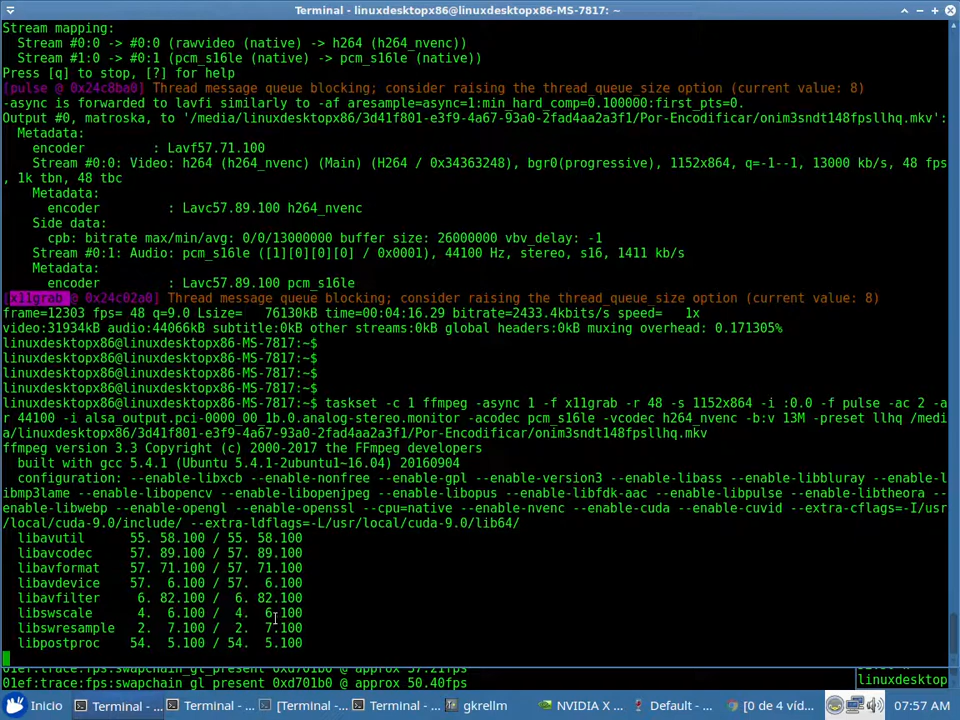 Terminal - linuxdesktopx86@linuxdesktopx86-MS-7817: ~
Stream mapping:
Stream #0:0 -> #0:0 (rawvideo (native) -> h264 (h264_nvenc))
Stream #1:0 -> #0:1 (pcm_s16le (native) -> pcm_s16le (native))
Press [q] to stop, [?] for help
[pulse @ 0x24c8ba0] Thread message queue blocking; consider raising the thread_queue_size option (current value: 8)
-async is forwarded to lavfi similarly to -af aresample=async=1:min_hard_comp=0.100000:first_pts=0.
Output #0, matroska, to '/media/linuxdesktopx86/3d41f801-e3f9-4a67-93a0-2fad4aa2a3f1/Por-Encodificar/onim3sndt148fpsllhq.mkv':
Metadata:
encoder : Lavf57.71.100
Stream #0:0: Video: h264 (h264_nvenc) (Main) (H264 / 0x34363248), bgr0(progressive), 1152x864, q=-1--1, 13000 kb/s, 48 fps
, 1k tbn, 48 tbc
Metadata:
encoder : Lavc57.89.100 h264_nvenc
Side data:
cpb: bitrate max/min/avg: 0/0/13000000 buffer size: 26000000 vbv_delay: -1
Stream #0:1: Audio: pcm_s16le ([1][0][0][0] / 0x0001), 44100 Hz, stereo, s16, 1411 kb/s
Metadata:
encoder : Lavc57.89.100 pcm_s16le
[x11grab @ 0x24c02a0] Thread message queue blocking; consider raising the thread_queue_size option (current value: 8)
frame=12303 fps= 48 q=9.0 Lsize= 76130kB time=00:04:16.29 bitrate=2433.4kbits/s speed= 1x
video:31934kB audio:44066kB subtitle:0kB other streams:0kB global headers:0kB muxing overhead: 0.171305%
linuxdesktopx86@linuxdesktopx86-MS-7817:~$
linuxdesktopx86@linuxdesktopx86-MS-7817:~$
linuxdesktopx86@linuxdesktopx86-MS-7817:~$
linuxdesktopx86@linuxdesktopx86-MS-7817:~$
linuxdesktopx86@linuxdesktopx86-MS-7817:~$ taskset -c 1 ffmpeg -async 1 -f x11grab -r 48 -s 1152x864 -i :0.0 -f pulse -ac 2 -a
r 44100 -i alsa_output.pci-0000_00_1b.0.analog-stereo.monitor -acodec pcm_s16le -vcodec h264_nvenc -b:v 13M -preset llhq /medi
a/linuxdesktopx86/3d41f801-e3f9-4a67-93a0-2fad4aa2a3f1/Por-Encodificar/onim3sndt148fpsllhq.mkv
ffmpeg version 3.3 Copyright (c) 2000-2017 the FFmpeg developers
built with gcc 5.4.1 (Ubuntu 5.4.1-2ubuntu1~16.04) 20160904
configuration: --enable-libxcb --enable-nonfree --enable-gpl --enable-version3 --enable-libass --enable-libbluray --enable-l
ibmp3lame --enable-libopencv --enable-libopenjpeg --enable-libopus --enable-libfdk-aac --enable-libpulse --enable-libtheora --
enable-libwebp --enable-opengl --enable-openssl --cpu=native --enable-nvenc --enable-cuda --enable-cuvid --extra-cflags=-I/usr
/local/cuda-9.0/include/ --extra-ldflags=-L/usr/local/cuda-9.0/lib64/
libavutil 55. 58.100 / 55. 58.100
libavcodec 57. 89.100 / 57. 89.100
libavformat 57. 71.100 / 57. 71.100
libavdevice 57. 6.100 / 57. 6.100
libavfilter 6. 82.100 / 6. 82.100
libswscale 4. 6.100 / 4. 6.100
libswresample 2. 7.100 / 2. 7.100
libpostproc 54. 5.100 / 54. 5.100
01ef:trace:fps:swapchain_gl_present 0xd701b0 @ approx 57.21fps
01ef:trace:fps:swapchain_gl_present 0xd701b0 @ approx 50.40fps
linuxdesktop
Inicio
Terminal - ...
Terminal - ...
[Terminal - ...
Terminal - ...
gkrellm
NVIDIA X ...
Default - ...
[0 de 4 víd...
07:57 AM